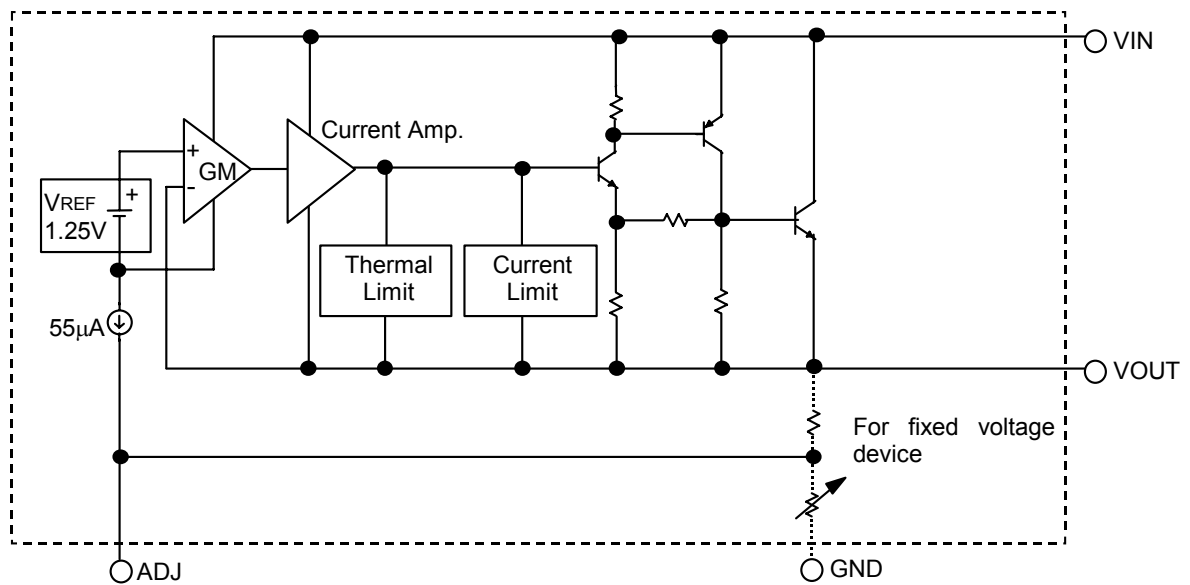 VIN
Current Amp.
+
GM
-
VREF
+
1.25V
Thermal
Limit
Current
Limit
55μA
VOUT
For fixed voltage
device
ADJ
GND